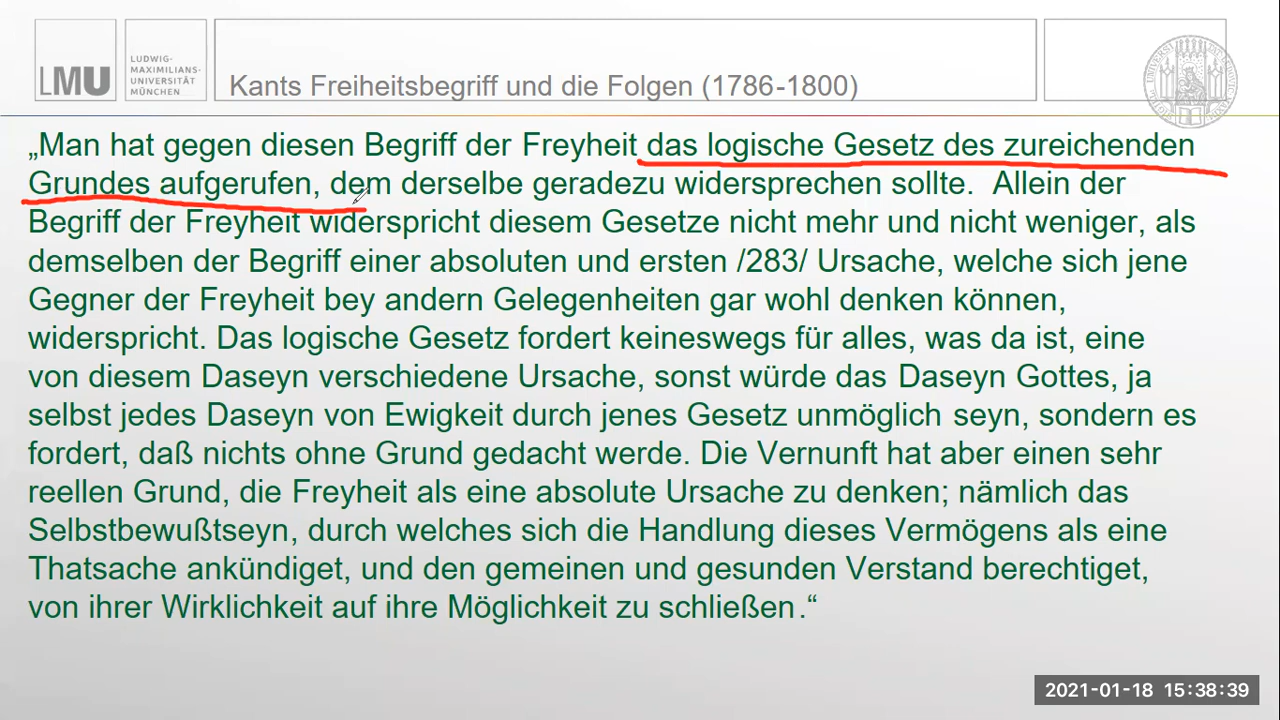 LMU
LUDWIG-
MAXIMILIANS-
UNIVERSITÄT
MÜNCHEN
Kants Freiheitsbegriff und die Folgen (1786-1800)
„Man hat gegen diesen Begriff der Freyheit das logische Gesetz des zureichenden
Grundes aufgerufen, dem derselbe geradezu widersprechen sollte. Allein der
Begriff der Freyheit widerspricht diesem Gesetze nicht mehr und nicht weniger, als
demselben der Begriff einer absoluten und ersten /283/ Ursache, welche sich jene
Gegner der Freyheit bey andern Gelegenheiten gar wohl denken können,
widerspricht. Das logische Gesetz fordert keineswegs für alles, was da ist, eine
von diesem Daseyn verschiedene Ursache, sonst würde das Daseyn Gottes, ja
selbst jedes Daseyn von Ewigkeit durch jenes Gesetz unmöglich seyn, sondern es
fordert, daß nichts ohne Grund gedacht werde. Die Vernunft hat aber einen sehr
reellen Grund, die Freyheit als eine absolute Ursache zu denken; nämlich das
Selbstbewußtseyn, durch welches sich die Handlung dieses Vermögens als eine
Thatsache ankündiget, und den gemeinen und gesunden Verstand berechtiget,
von ihrer Wirklichkeit auf ihre Möglichkeit zu schließen.“
2021-01-18 15:38:39